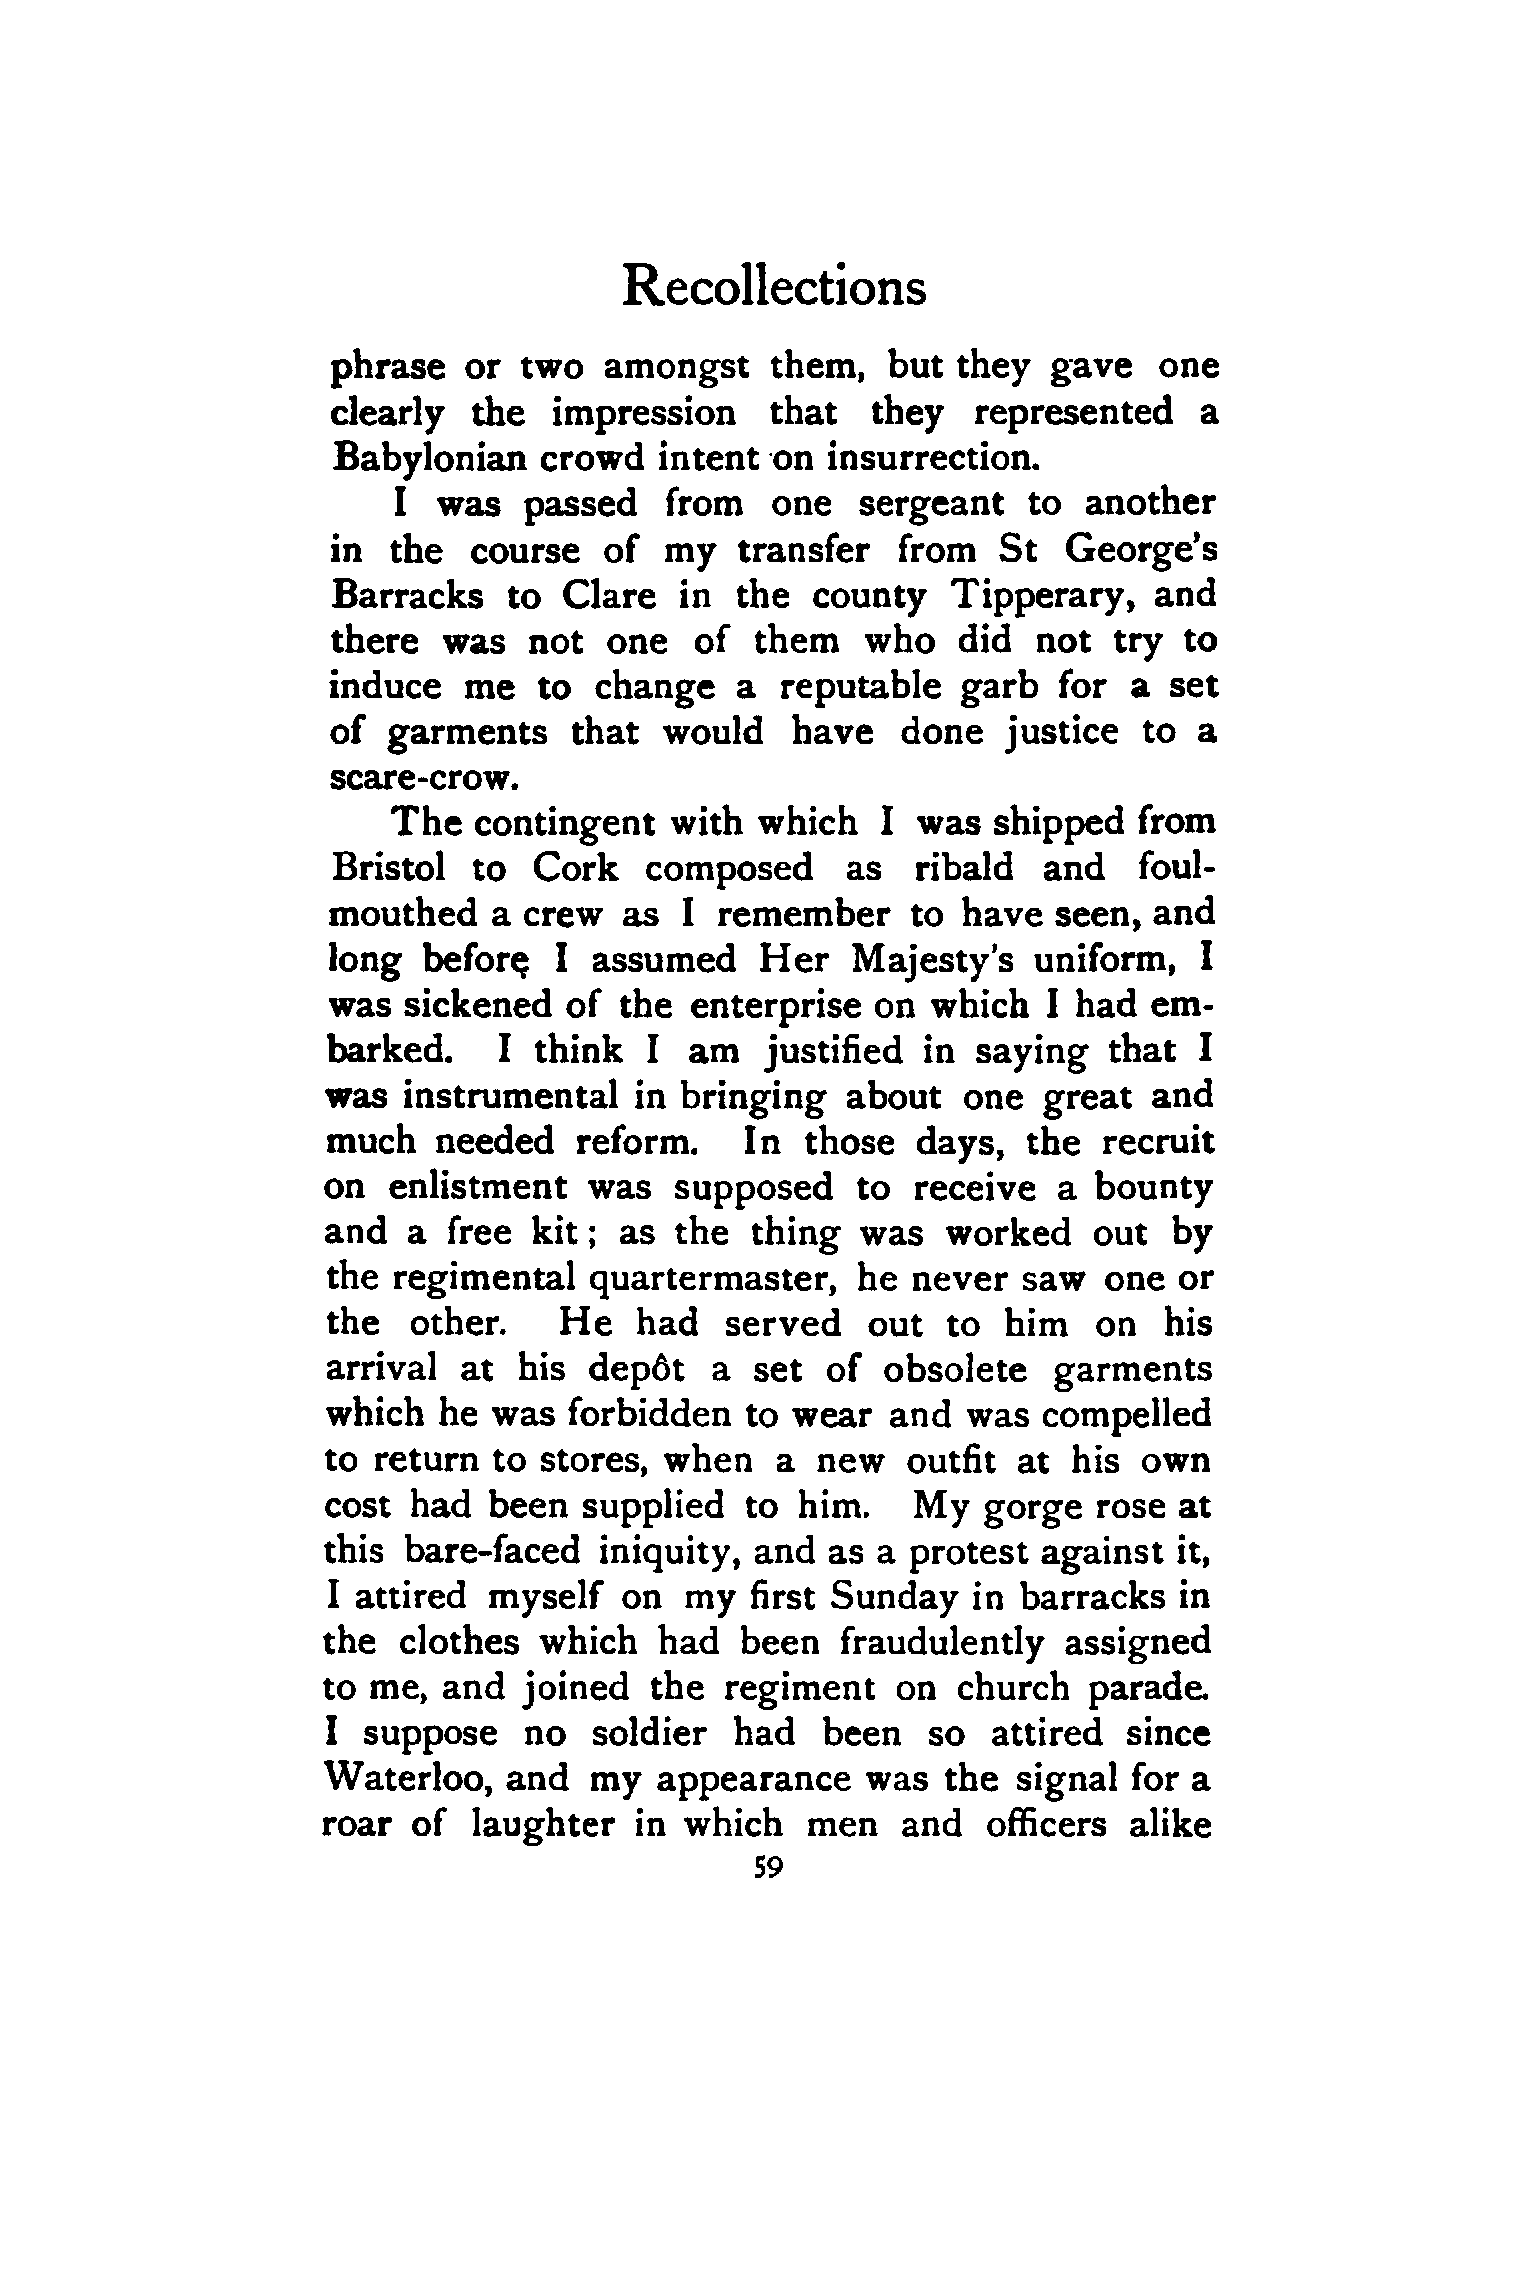 Recollections
phrase or two amongst them, but they gave one
clearly the impression that they represented a
Babylonian crowd intent on insurrection.
I was passed from one sergeant to another
in the course of my transfer from St George's
Barracks to Clare in the county Tipperary, and
there was not one of them who did not try to
induce me to change a reputable garb for a set
of garments that would have done justice to a
scare-crow.
The contingent with which I was shipped from
Bristol to Cork composed as ribald and foul-
mouthed a crew as I remember to have seen, and
long before I assumed Her Majesty's uniform, I
was sickened of the enterprise on which I had em-
barked. I think I am justified in saying that I
was instrumental in bringing about one great and
much needed reform. In those days, the recruit
on enlistment was supposed to receive a bounty
and a free kit; as the thing was worked out by
the regimental quartermaster, he never saw one or
the other. He had served out to him on his
arrival at his depôt a set of obsolete garments
which he was forbidden to wear and was compelled
to return to stores, when a new outfit at his own
cost had been supplied to him. My gorge rose at
this bare-faced iniquity, and as a protest against it,
I attired myself on my first Sunday in barracks in
the clothes which had been fraudulently assigned
to me, and joined the regiment on church parade.
I suppose no soldier had been so attired since
Waterloo, and my appearance was the signal for a
roar of laughter in which men and officers alike
59